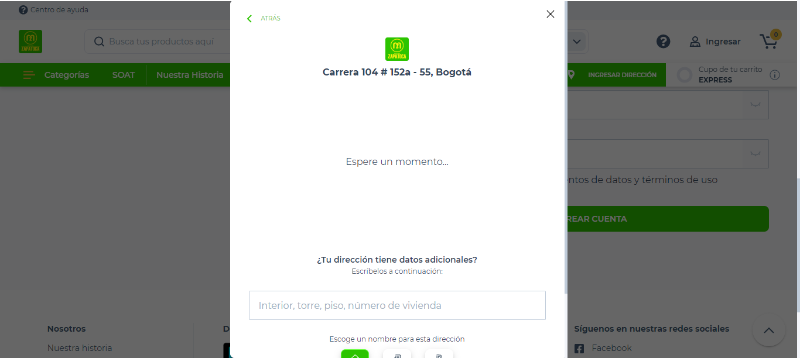 Centro de ayuda
ATRÁS
Busca tus productos aquí
Ingresar
0
Carrera 104 # 152a - 55, Bogotá
Categorías
SOAT
Nuestra Historia
INGRESAR DIRECCIÓN
Cupo de tu carrito
EXPRESS
Espere un momento...
ntos de datos y términos de uso
REAR CUENTA
¿Tu dirección tiene datos adicionales?
Escríbelos a continuación:
Interior, torre, piso, número de vivienda
Nosotros
D
Síguenos en nuestras redes sociales
Escoge un nombre para esta dirección
Nuestra historia
Facebook